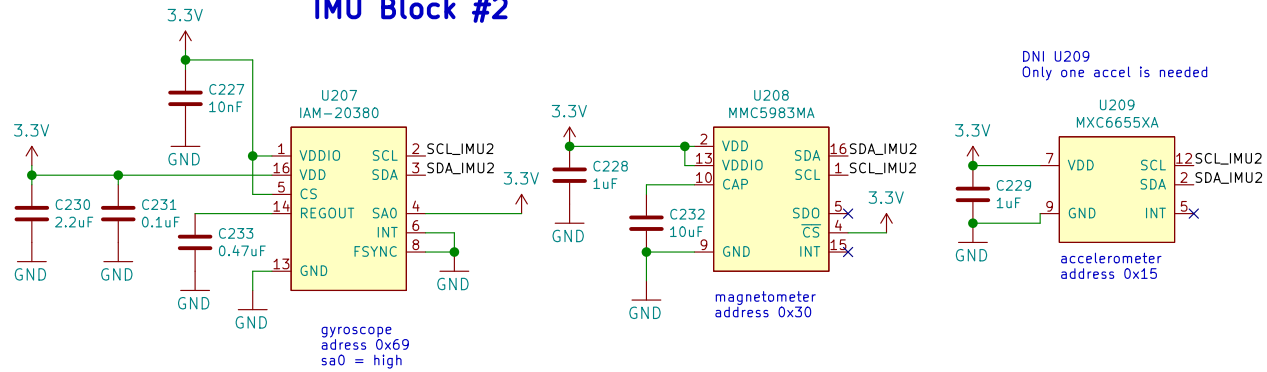 IMU Block #2
3.3V
C227
10nF
GND
3.3V
C230
2.2uF
GND
C231
0.1uF
GND
C233
0.47uF
GND
GND
U207
IAM-20380
1 VDDIO SCL 2 SCL_IMU2
16 VDD SDA 3 SDA_IMU2
5 CS
14 REGOUT SA0 4
INT 6
FSYNC 8
13 GND
3.3V
GND
gyroscope
adress 0x69
sa0 = high
3.3V
C228
1uF
GND
C232
10uF
GND
U208
MMC5983MA
2 VDD SDA 16 SDA_IMU2
13 VDDIO SCL 1 SCL_IMU2
10 CAP
SDO 5
CS 4
9 GND INT 15
3.3V
magnetometer
address 0x30
DNI U209
Only one accel is needed
3.3V
C229
1uF
GND
U209
MXC6655XA
7 VDD SCL 12 SCL_IMU2
SDA 2 SDA_IMU2
9 GND INT 5
accelerometer
address 0x15